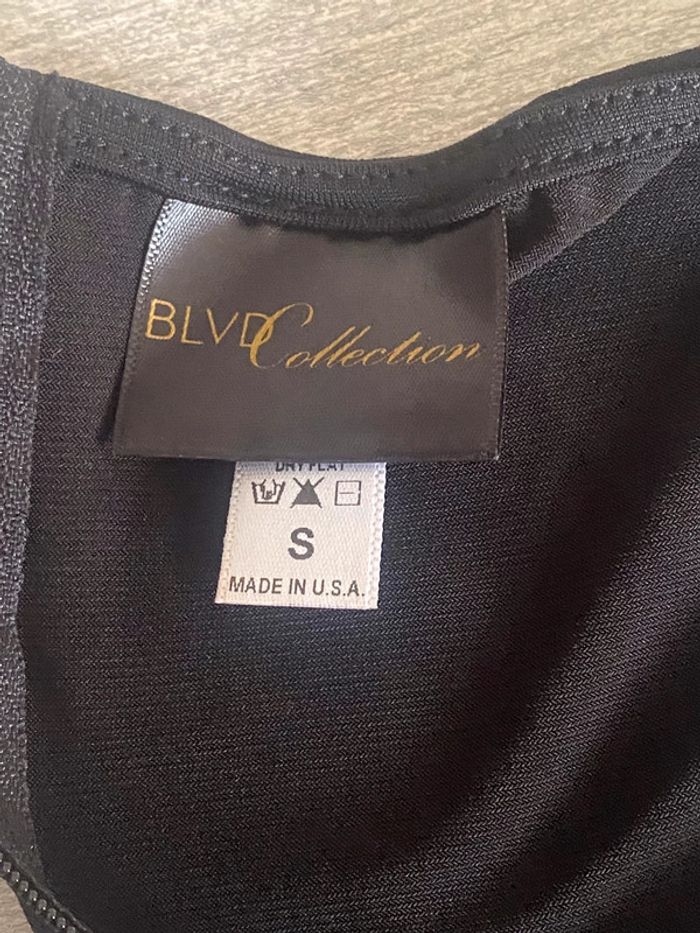 BLVD Collection
DRY FLAT
S
MADE IN U.S.A.